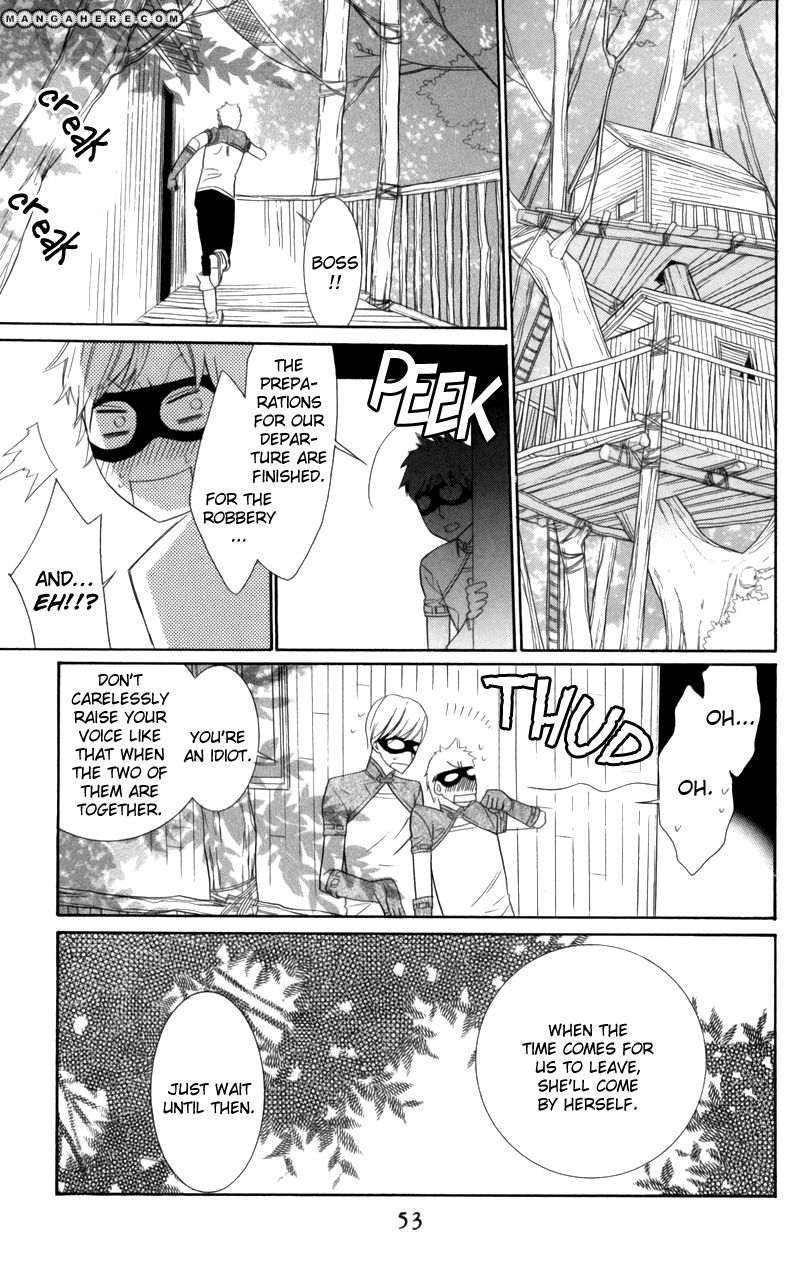 MANGAHERE.COM
BOSS
!!
creak
creak
PEEK
THE
PREPA-
RATIONS
FOR OUR
DEPAR-
TURE ARE
FINISHED.
FOR THE
ROBBERY
...
AND...
EH!!?
OH...
OH.
THUD
YOU'RE
AN IDIOT.
DON'T
CARELESSLY
RAISE YOUR
VOICE LIKE
THAT WHEN
THE TWO OF
THEM ARE
TOGETHER.
WHEN THE
TIME COMES FOR
US TO LEAVE,
SHE'LL COME
BY HERSELF.
JUST WAIT
UNTIL THEN.
53